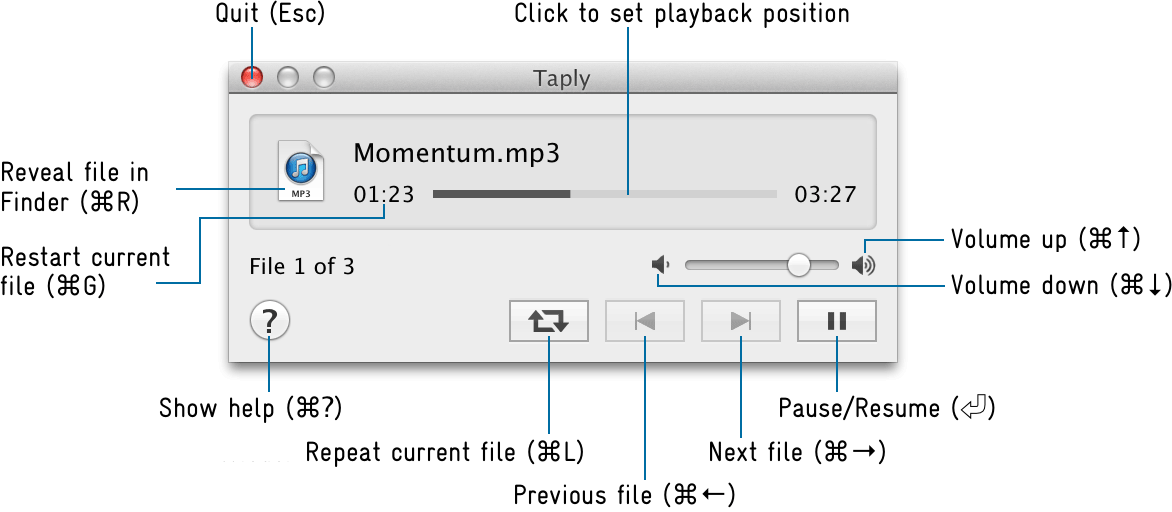 Quit (Esc)
Click to set playback position
Taply
Momentum.mp3
MP3
01:23
03:27
Reveal file in
Finder (⌘R)
Restart current
file (⌘G)
File 1 of 3
Volume up (⌘↑)
Volume down (⌘↓)
?
Show help (⌘?)
Pause/Resume (⏎)
Repeat current file (⌘L)
Next file (⌘→)
Previous file (⌘←)